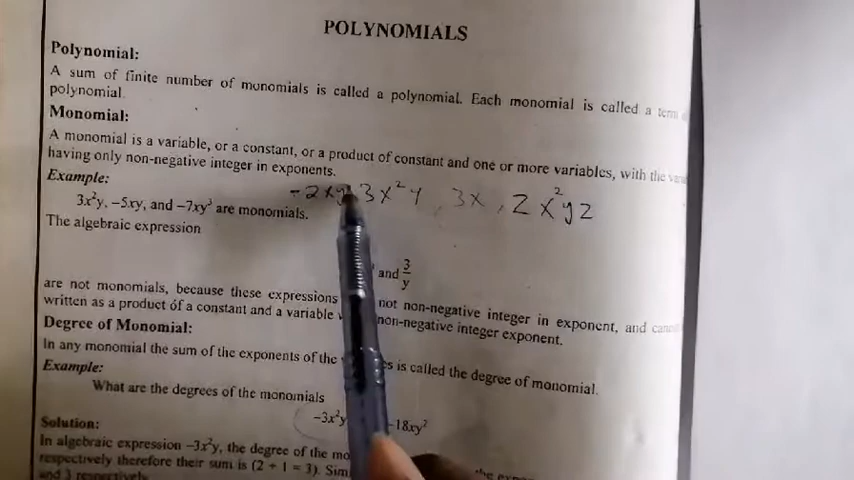 POLYNOMIALS
Polynomial:
A sum of finite number of monomials is called a polynomial. Each monomial is called a term
polynomial.
Monomial:
A monomial is a variable, or a constant, or a product of constant and one or more variables, with the
having only non-negative integer in exponents.
-2xy 3x²y , 3x , 2x²yz
Example:
3x²y, −5xy, and −7xy³ are monomials.
The algebraic expression
and 3/y
are not monomials, because these expressions not non-negative integer in exponent, and
written as a product of a constant and a variable non-negative integer exponent.
Degree of Monomial:
In any monomial the sum of the exponents of the is called the degree of monomial.
Example:
What are the degrees of the monomials
−3x²y −18xy²
Solution:
In algebraic expression −3x²y, the degree of the
respectively therefore their sum is (2 + 1 = 3).
and 3 respectively.